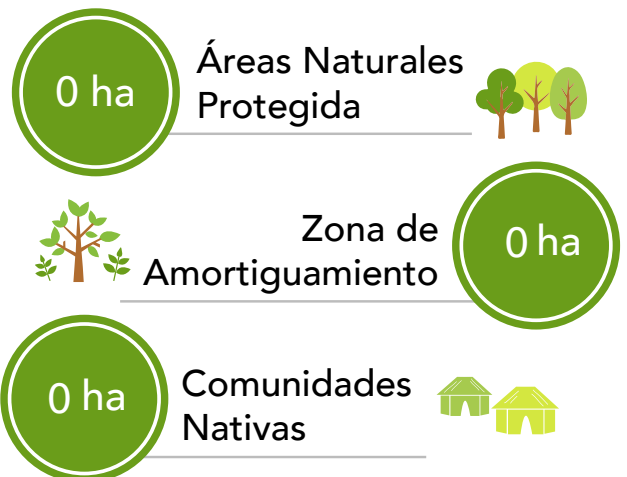 0 ha
Áreas Naturales
Protegida
Zona de
Amortiguamiento
0 ha
0 ha
Comunidades
Nativas